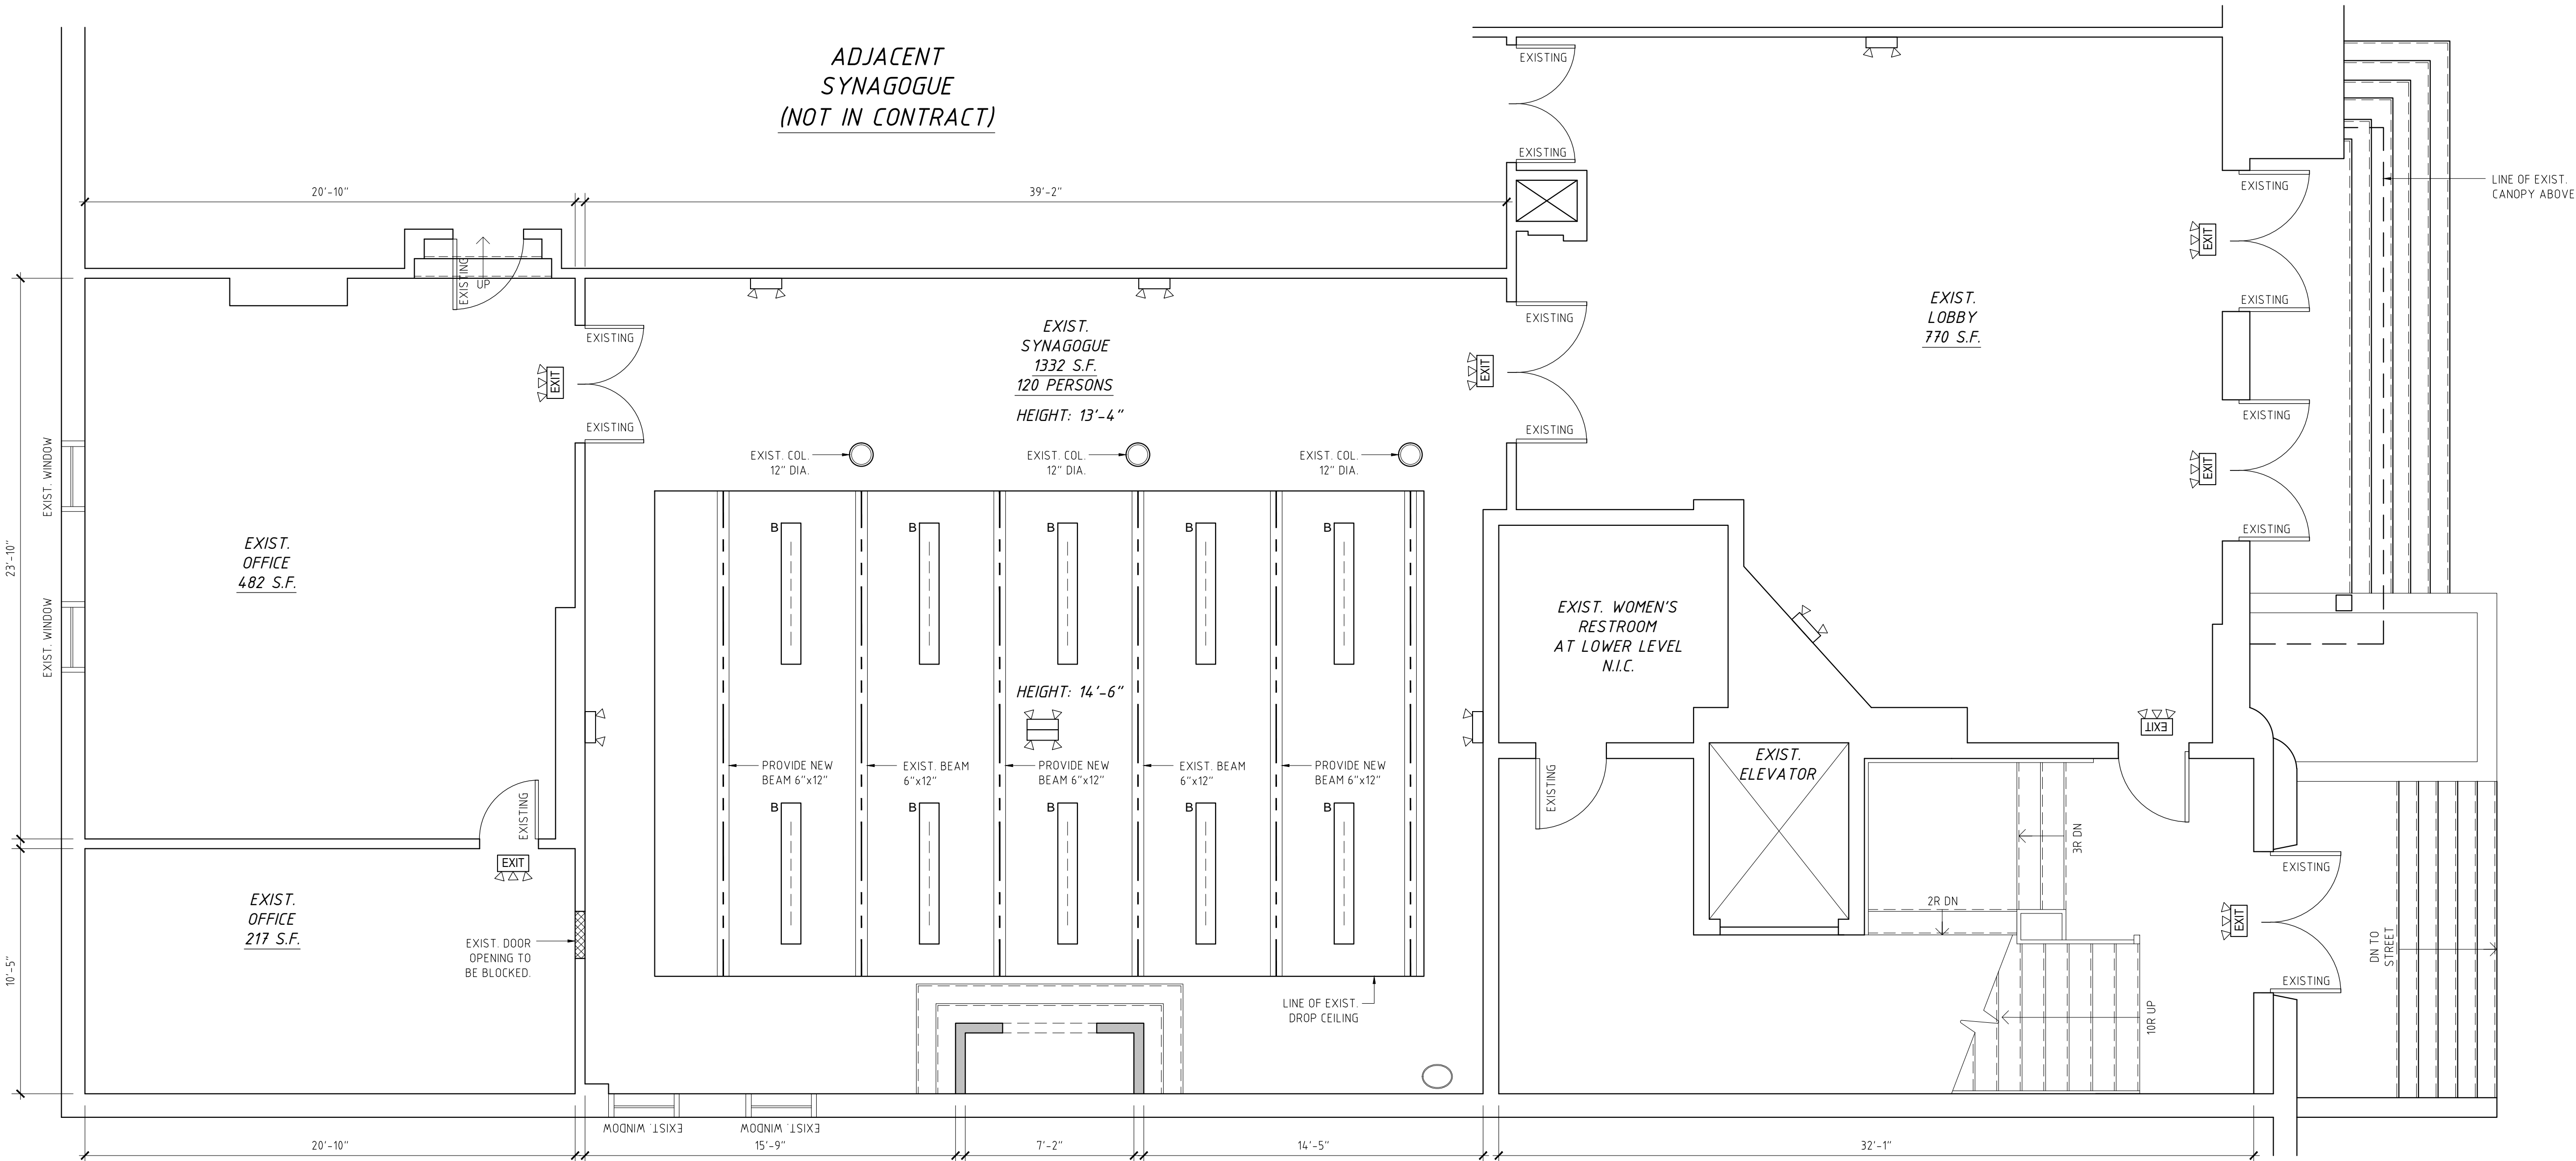 ADJACENT
SYNAGOGUE
(NOT IN CONTRACT)
EXISTING
EXISTING
20'-10"
39'-2"
EXISTING
LINE OF EXIST.
CANOPY ABOVE
EXIT
EXISTING
EXISTING
UP
EXISTING
EXISTING
EXIT
EXISTING
EXIST.
SYNAGOGUE
1332 S.F.
120 PERSONS
HEIGHT: 13'-4"
EXISTING
EXIT
EXISTING
EXIST.
LOBBY
770 S.F.
EXISTING
EXIT
EXISTING
EXIST. COL.
12" DIA.
EXIST. COL.
12" DIA.
EXIST. COL.
12" DIA.
EXIST. WINDOW
EXIST. WINDOW
23'-10"
EXIST.
OFFICE
482 S.F.
B
B
B
B
B
EXIST. WOMEN'S
RESTROOM
AT LOWER LEVEL
N.I.C.
HEIGHT: 14'-6"
EXIT
PROVIDE NEW
BEAM 6"x12"
EXIST. BEAM
6"x12"
PROVIDE NEW
BEAM 6"x12"
EXIST. BEAM
6"x12"
PROVIDE NEW
BEAM 6"x12"
B
B
B
B
B
EXISTING
EXIST.
ELEVATOR
EXISTING
3R DN
2R DN
EXIT
EXISTING
EXIT
EXISTING
EXIST.
OFFICE
217 S.F.
EXIST. DOOR
OPENING TO
BE BLOCKED.
10'-5"
DN TO
STREET
LINE OF EXIST.
DROP CEILING
10R UP
EXIST. WINDOW
EXIST. WINDOW
20'-10"
15'-9"
7'-2"
14'-5"
32'-1"